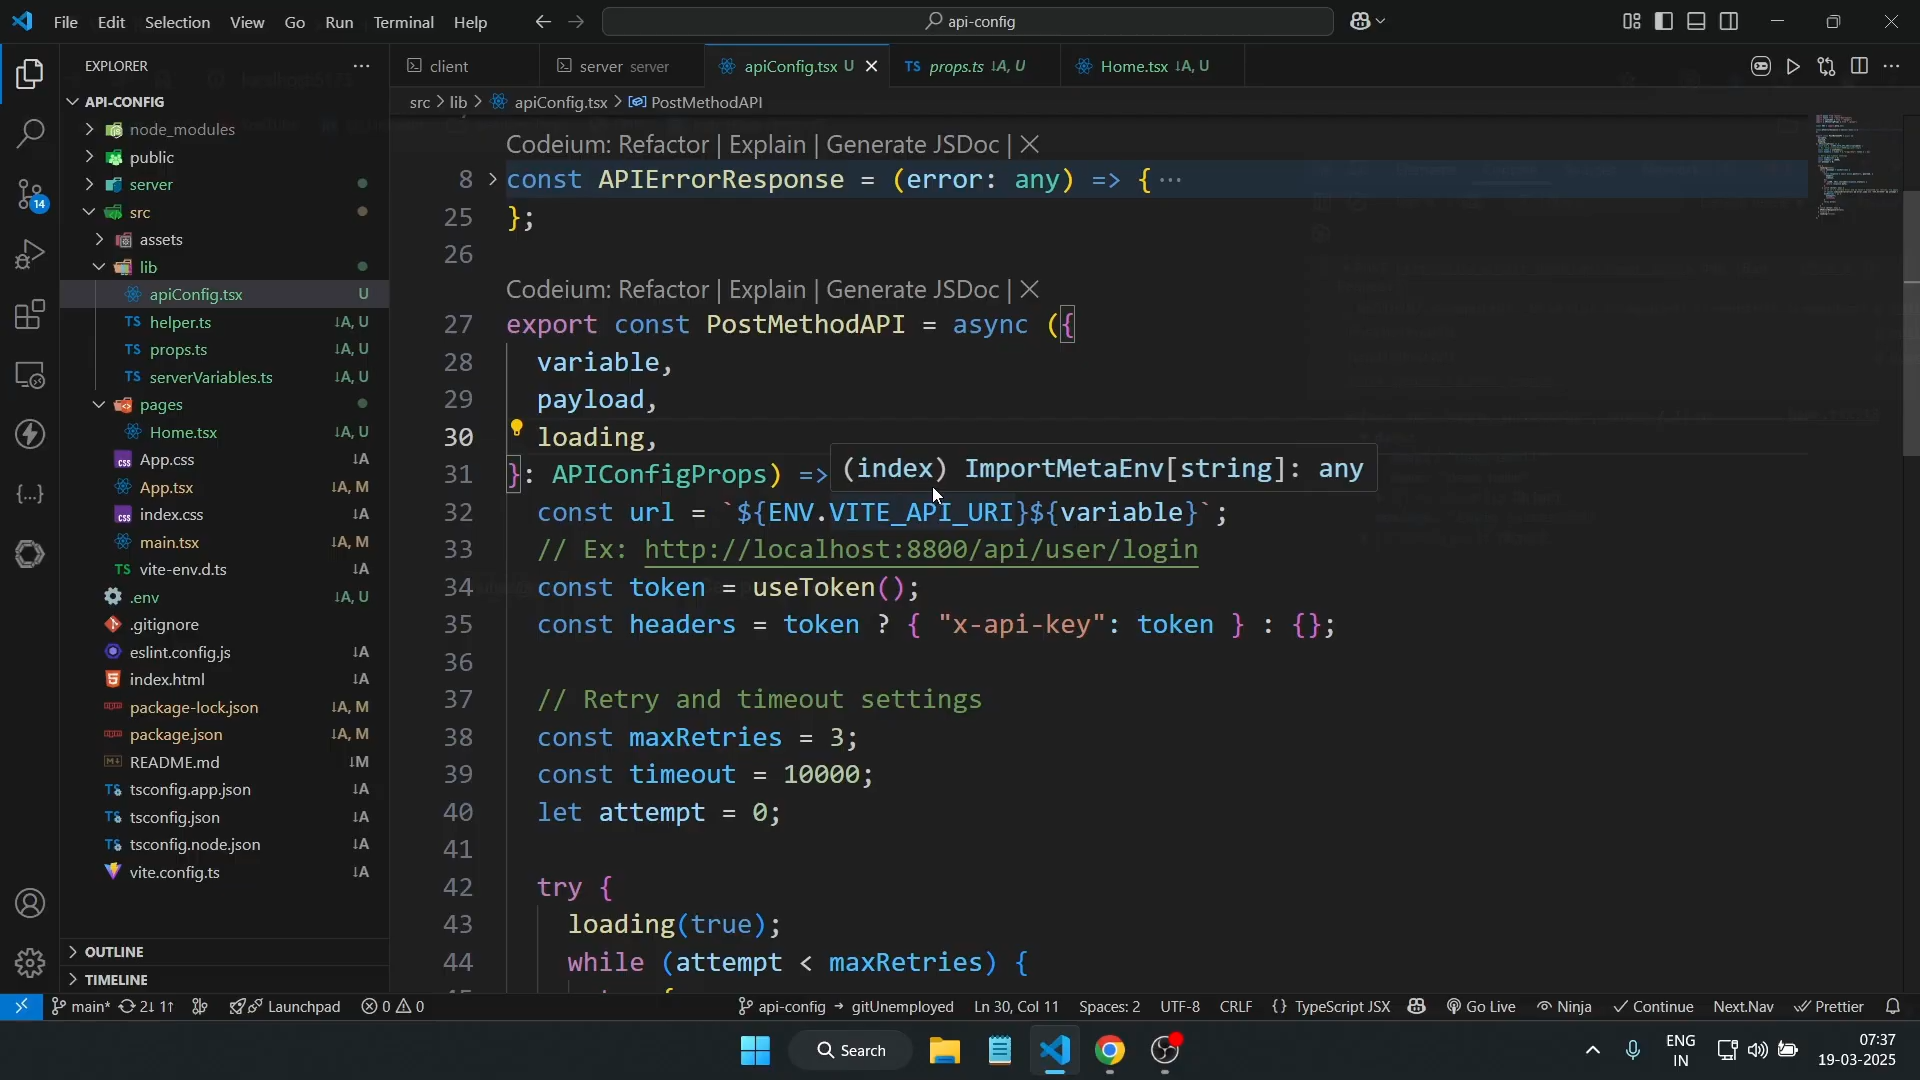 File Edit Selection View Go Run Terminal Help
api-config
EXPLORER
client
server server
apiConfig.tsx U
props.ts ↓A, U
Home.tsx ↓A, U
API-CONFIG
src > lib > apiConfig.tsx > PostMethodAPI
node_modules
public
server
src
assets
lib
apiConfig.tsx U
helper.ts ↓A, U
props.ts ↓A, U
serverVariables.ts ↓A, U
pages
Home.tsx ↓A, U
App.css ↓A
App.tsx ↓A, M
index.css ↓A
main.tsx ↓A, M
vite-env.d.ts ↓A
.env ↓A, U
.gitignore
eslint.config.js ↓A
index.html ↓A
package-lock.json ↓A, M
package.json ↓A, M
README.md ↓M
tsconfig.app.json ↓A
tsconfig.json ↓A
tsconfig.node.json ↓A
vite.config.ts ↓A
OUTLINE
TIMELINE
14
Codeium: Refactor | Explain | Generate JSDoc | ✕
8 const APIErrorResponse = (error: any) => { ···
25 };
26
Codeium: Refactor | Explain | Generate JSDoc | ✕
27 export const PostMethodAPI = async ({
28 variable,
29 payload,
30 loading,
31 }: APIConfigProps) =>
(index) ImportMetaEnv[string]: any
32 const url = `${ENV.VITE_API_URI}${variable}`;
33 // Ex: http://localhost:8800/api/user/login
34 const token = useToken();
35 const headers = token ? { "x-api-key": token } : {};
36
37 // Retry and timeout settings
38 const maxRetries = 3;
39 const timeout = 10000;
40 let attempt = 0;
41
42 try {
43 loading(true);
44 while (attempt < maxRetries) {
main* 2↓ 1↑ Launchpad 0 0 api-config → gitUnemployed Ln 30, Col 11 Spaces: 2 UTF-8 CRLF {} TypeScript JSX Go Live Ninja Continue Next.Nav Prettier
Search
ENG
IN
07:37
19-03-2025